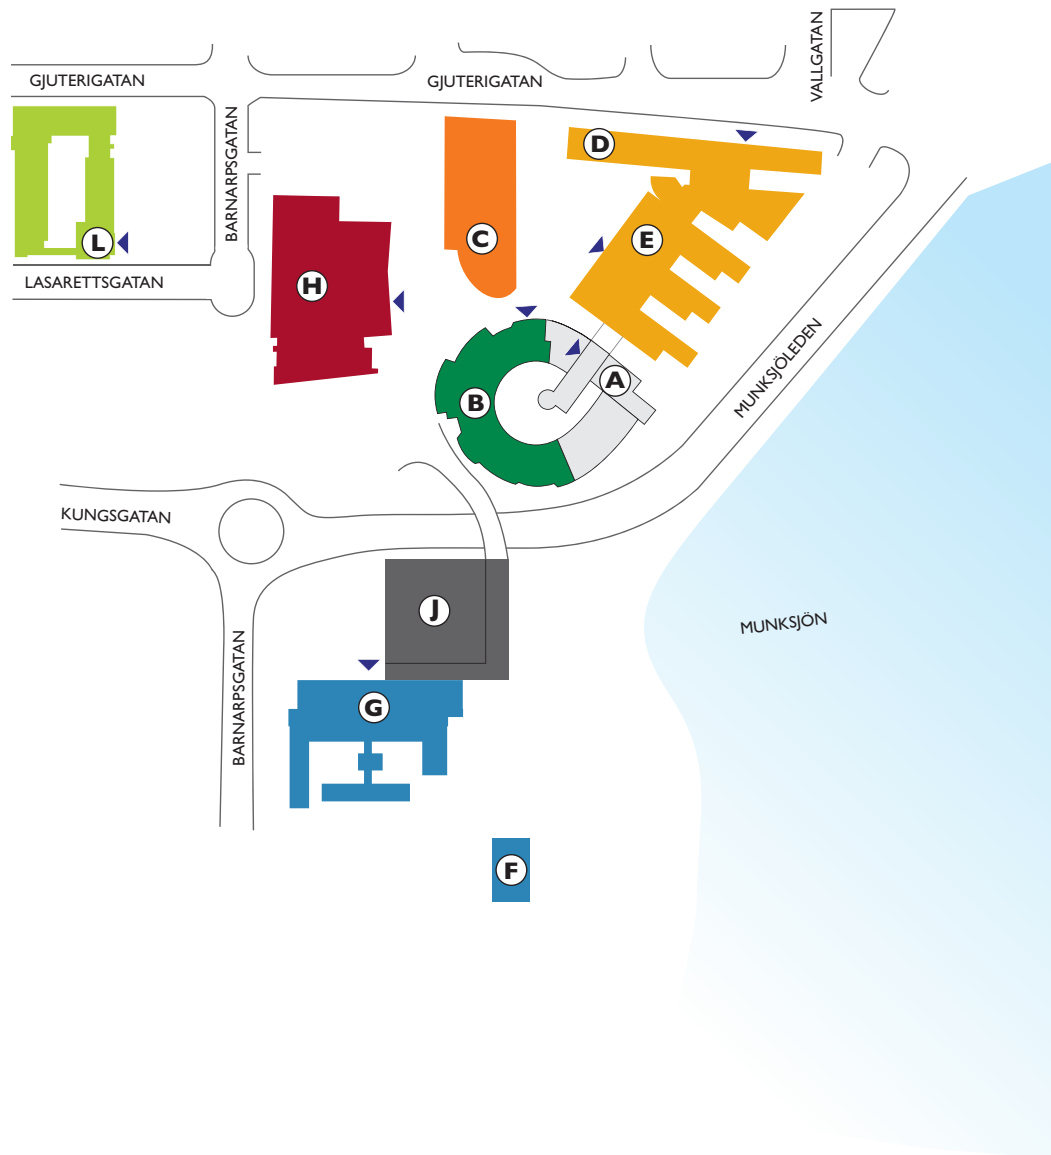 VALLGATAN
GJUTERIGATAN
GJUTERIGATAN
BARNARPSGATAN
D
L
C
E
LASARETTSGATAN
H
MUNKSJÖLEDEN
A
B
KUNGSGATAN
J
MUNKSJÖN
BARNARPSGATAN
G
F